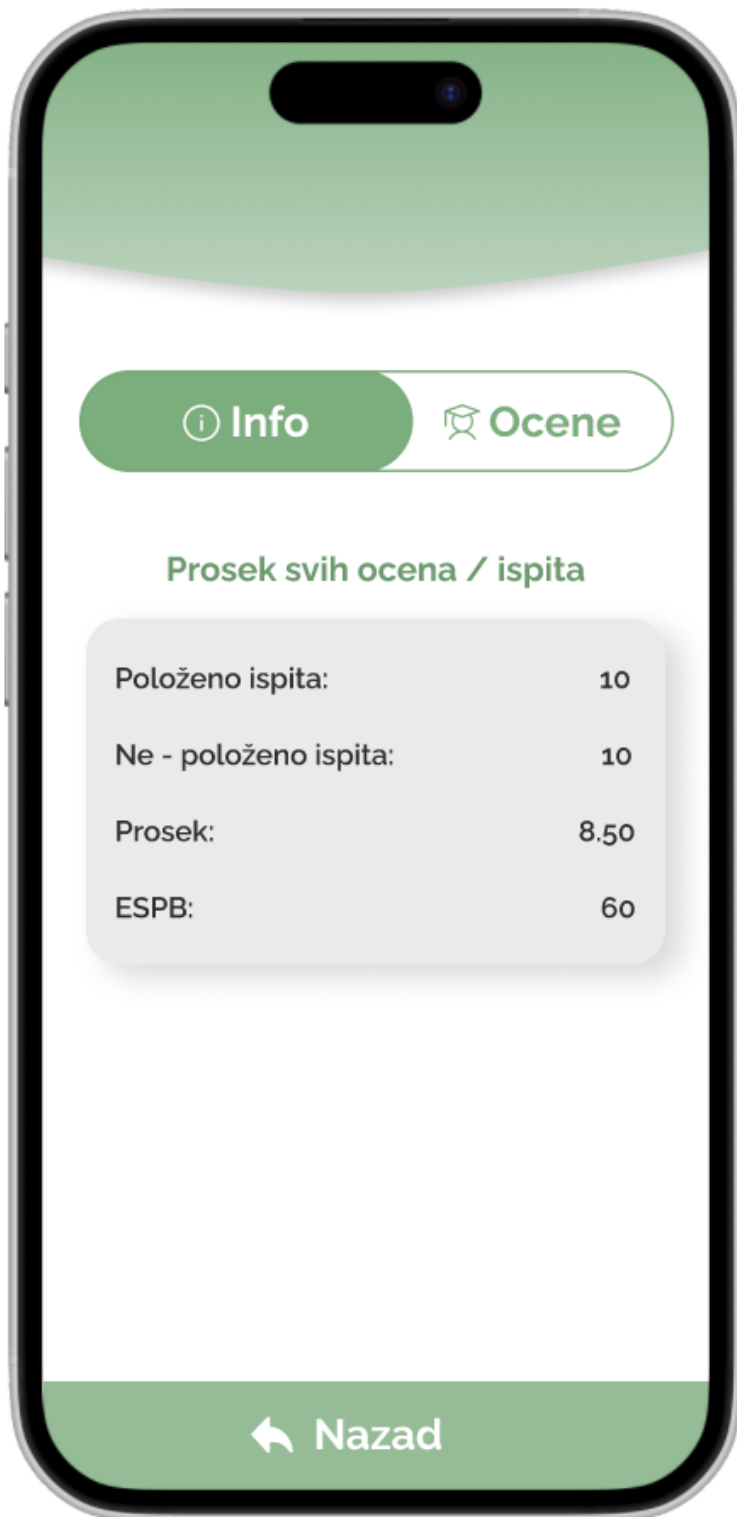 Info
Ocene
Prosek svih ocena / ispita
Položeno ispita: 10
Ne - položeno ispita: 10
Prosek: 8.50
ESPB: 60
Nazad